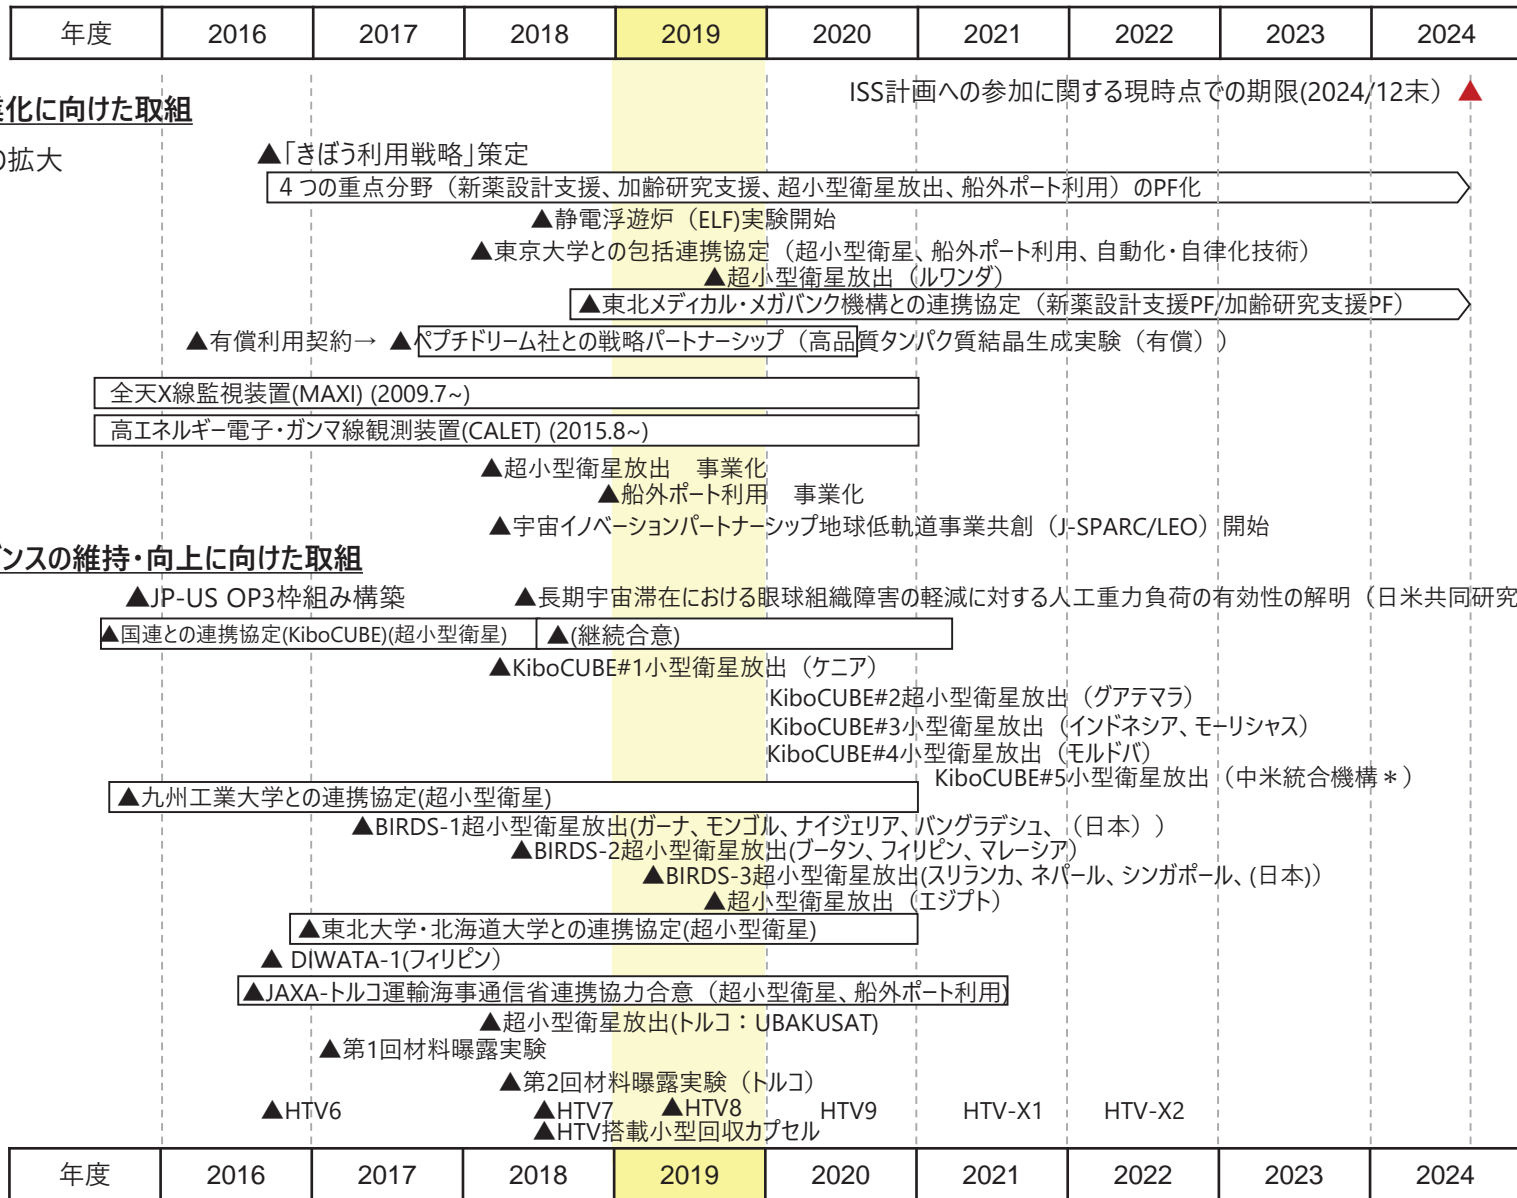 年度 2016 2017 2018 2019 2020 2021 2022 2023 2024
ISS計画への参加に関する現時点での期限(2024/12末) ▲
化に向けた取組
の拡大
▲「きぼう利用戦略」策定
4つの重点分野（新薬設計支援、加齢研究支援、超小型衛星放出、船外ポート利用）のPF化
▲静電浮遊炉（ELF)実験開始
▲東京大学との包括連携協定（超小型衛星、船外ポート利用、自動化・自律化技術）
▲超小型衛星放出（ルワンダ）
▲東北メディカル・メガバンク機構との連携協定（新薬設計支援PF/加齢研究支援PF）
▲有償利用契約→ ▲ペプチドリーム社との戦略パートナーシップ（高品質タンパク質結晶生成実験（有償））
全天X線監視装置(MAXI) (2009.7~)
高エネルギー電子・ガンマ線観測装置(CALET) (2015.8~)
▲超小型衛星放出　事業化
▲船外ポート利用　事業化
▲宇宙イノベーションパートナーシップ地球低軌道事業共創（J-SPARC/LEO）開始
ンスの維持・向上に向けた取組
▲JP-US OP3枠組み構築 ▲長期宇宙滞在における眼球組織障害の軽減に対する人工重力負荷の有効性の解明（日米共同研究
▲国連との連携協定(KiboCUBE)(超小型衛星) ▲(継続合意)
▲KiboCUBE#1小型衛星放出（ケニア）
KiboCUBE#2超小型衛星放出（グアテマラ）
KiboCUBE#3小型衛星放出（インドネシア、モーリシャス）
KiboCUBE#4小型衛星放出（モルドバ）
KiboCUBE#5小型衛星放出（中米統合機構＊）
▲九州工業大学との連携協定(超小型衛星)
▲BIRDS-1超小型衛星放出(ガーナ、モンゴル、ナイジェリア、バングラデシュ、（日本））
▲BIRDS-2超小型衛星放出(ブータン、フィリピン、マレーシア)
▲BIRDS-3超小型衛星放出(スリランカ、ネパール、シンガポール、(日本))
▲超小型衛星放出（エジプト）
▲東北大学・北海道大学との連携協定(超小型衛星)
▲ DIWATA-1(フィリピン）
▲JAXA-トルコ運輸海事通信省連携協力合意（超小型衛星、船外ポート利用)
▲超小型衛星放出(トルコ：UBAKUSAT)
▲第1回材料曝露実験
▲第2回材料曝露実験（トルコ）
▲HTV6 ▲HTV7 ▲HTV8 HTV9 HTV-X1 HTV-X2
▲HTV搭載小型回収カプセル
年度 2016 2017 2018 2019 2020 2021 2022 2023 2024